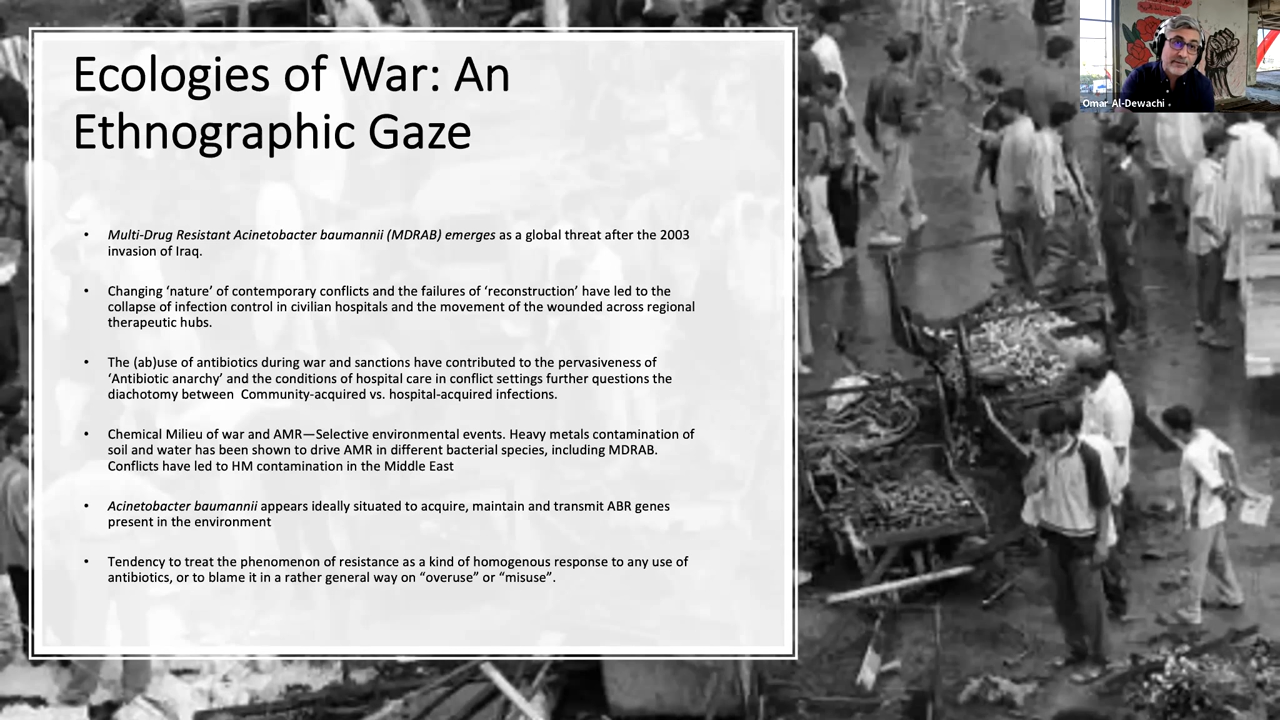 Ecologies of War: An
Ethnographic Gaze
Omar Al-Dewachi
• Multi-Drug Resistant Acinetobacter baumannii (MDRAB) emerges as a global threat after the 2003
invasion of Iraq.
• Changing ‘nature’ of contemporary conflicts and the failures of ‘reconstruction’ have led to the
collapse of infection control in civilian hospitals and the movement of the wounded across regional
therapeutic hubs.
• The (ab)use of antibiotics during war and sanctions have contributed to the pervasiveness of
‘Antibiotic anarchy’ and the conditions of hospital care in conflict settings further questions the
diachotomy between  Community-acquired vs. hospital-acquired infections.
• Chemical Milieu of war and AMR—Selective environmental events. Heavy metals contamination of
soil and water has been shown to drive AMR in different bacterial species, including MDRAB.
Conflicts have led to HM contamination in the Middle East
• Acinetobacter baumannii appears ideally situated to acquire, maintain and transmit ABR genes
present in the environment
• Tendency to treat the phenomenon of resistance as a kind of homogenous response to any use of
antibiotics, or to blame it in a rather general way on “overuse” or “misuse”.